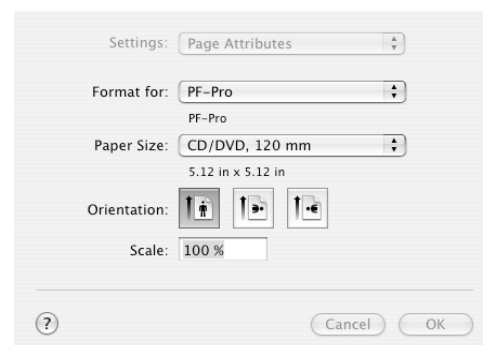 Settings: Page Attributes
Format for: PF-Pro
PF-Pro
Paper Size: CD/DVD, 120 mm
5.12 in x 5.12 in
Orientation:
Scale: 100 %
? Cancel OK